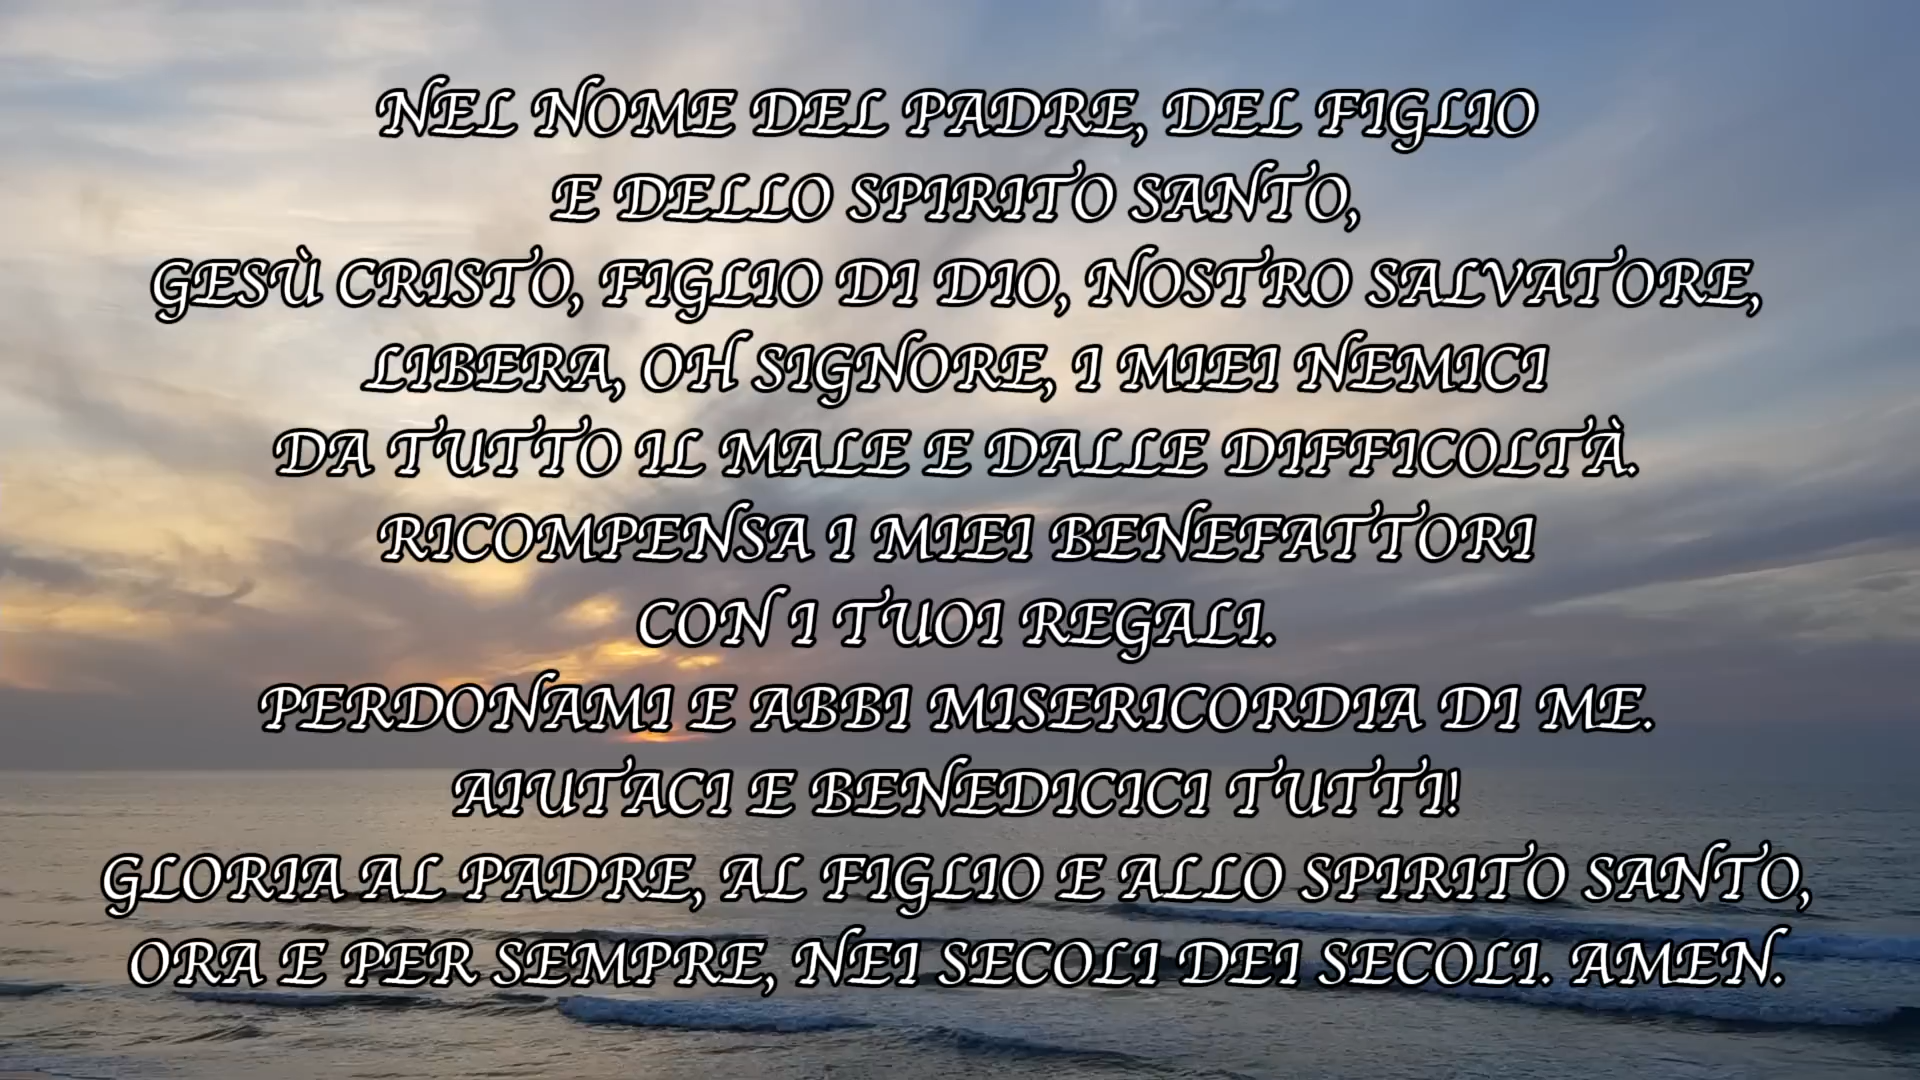 NEL NOME DEL PADRE, DEL FIGLIO
E DELLO SPIRITO SANTO,
GESÙ CRISTO, FIGLIO DI DIO, NOSTRO SALVATORE,
LIBERA, OH SIGNORE, I MIEI NEMICI
DA TUTTO IL MALE E DALLE DIFFICOLTÀ.
RICOMPENSA I MIEI BENEFATTORI
CON I TUOI REGALI.
PERDONAMI E ABBI MISERICORDIA DI ME.
AIUTACI E BENEDICICI TUTTI!
GLORIA AL PADRE, AL FIGLIO E ALLO SPIRITO SANTO,
ORA E PER SEMPRE, NEI SECOLI DEI SECOLI. AMEN.